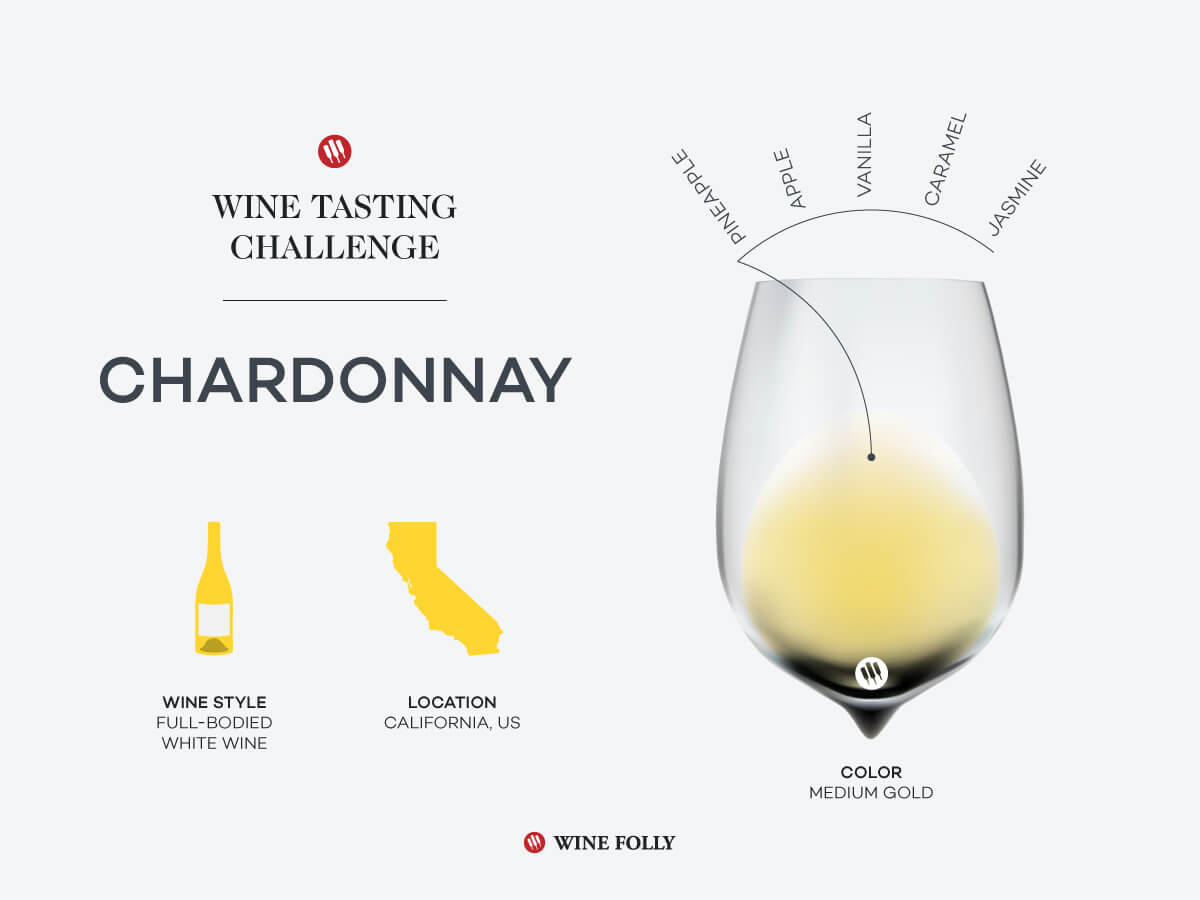 WINE TASTING
CHALLENGE
CHARDONNAY
WINE STYLE
FULL-BODIED
WHITE WINE
LOCATION
CALIFORNIA, US
PINEAPPLE
APPLE
VANILLA
CARAMEL
JASMINE
COLOR
MEDIUM GOLD
WINE FOLLY